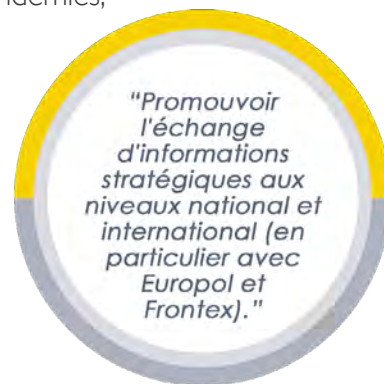 "Promouvoir
l'échange
d'informations
stratégiques aux
niveaux national et
international (en
particulier avec
Europol et
Frontex)."